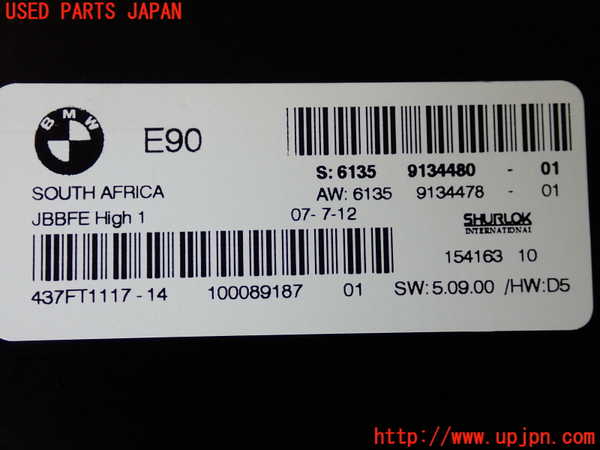 USED PARTS JAPAN
BMW
E90
S: 6135 9134480 - 01
SOUTH AFRICA
AW: 6135 9134478 - 01
JBBFE High 1
07- 7-12
SHURLOK
INTERNATIONAL
154163 10
437FT1117 - 14 100089187 01 SW: 5.09.00 /HW:D5
http://www.upjpn.com/